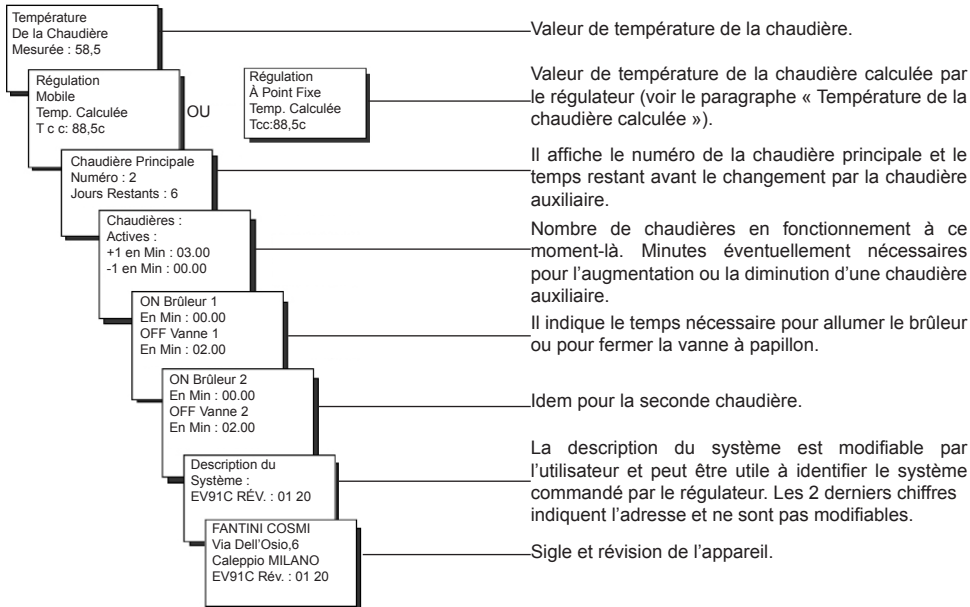 Température
De la Chaudière
Mesurée : 58,5
Valeur de température de la chaudière.
Régulation
Mobile
Temp. Calculée
T c c: 88,5c
OU
Régulation
À Point Fixe
Temp. Calculée
Tcc:88,5c
Valeur de température de la chaudière calculée par
le régulateur (voir le paragraphe « Température de la
chaudière calculée »).
Chaudière Principale
Numéro : 2
Jours Restants : 6
Il affiche le numéro de la chaudière principale et le
temps restant avant le changement par la chaudière
auxiliaire.
Chaudières :
Actives :
+1 en Min : 03.00
-1 en Min : 00.00
Nombre de chaudières en fonctionnement à ce
moment-là. Minutes éventuellement nécessaires
pour l'augmentation ou la diminution d'une chaudière
auxiliaire.
ON Brûleur 1
En Min : 00.00
OFF Vanne 1
En Min : 02.00
Il indique le temps nécessaire pour allumer le brûleur
ou pour fermer la vanne à papillon.
ON Brûleur 2
En Min : 00.00
OFF Vanne 2
En Min : 02.00
Idem pour la seconde chaudière.
Description du
Système :
EV91C RÉV. : 01 20
La description du système est modifiable par
l'utilisateur et peut être utile à identifier le système
commandé par le régulateur. Les 2 derniers chiffres
indiquent l'adresse et ne sont pas modifiables.
FANTINI COSMI
Via Dell'Osio,6
Caleppio MILANO
EV91C Rév. : 01 20
Sigle et révision de l'appareil.